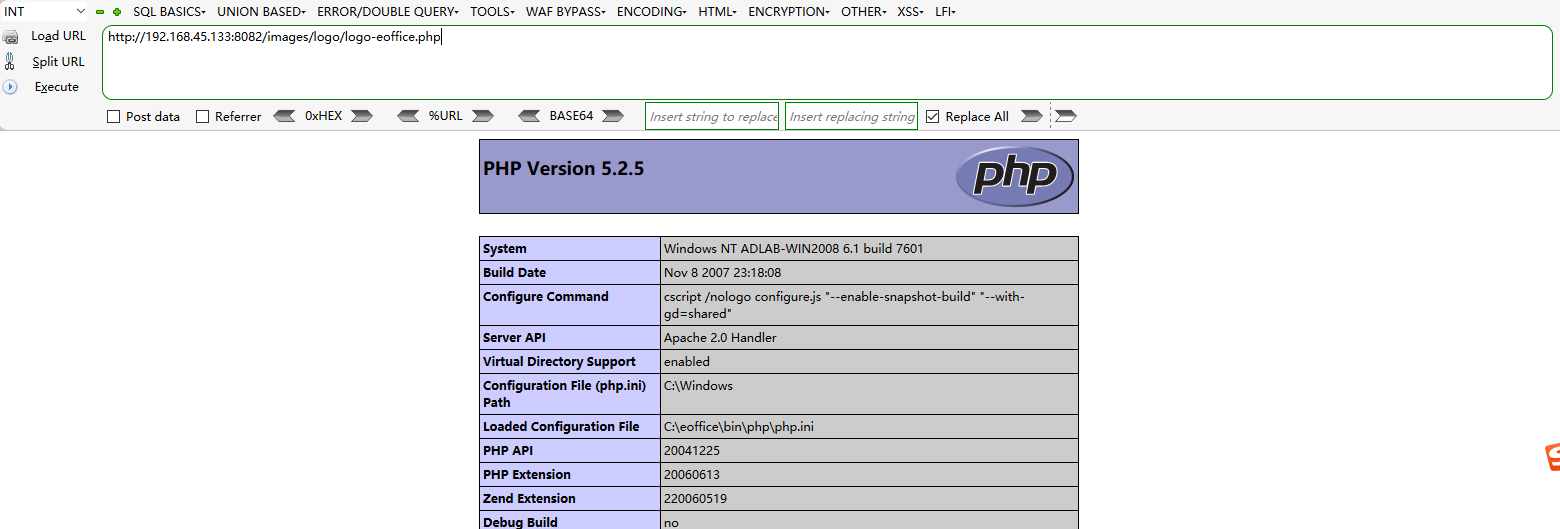 INT SQL BASICS UNION BASED ERROR/DOUBLE QUERY TOOLS WAF BYPASS ENCODING HTML ENCRYPTION OTHER XSS LFI
Load URL http://192.168.45.133:8082/images/logo/logo-eoffice.php
Split URL
Execute
Post data Referrer 0xHEX %URL BASE64 Insert string to replace Insert replacing string Replace All
PHP Version 5.2.5 php
System Windows NT ADLAB-WIN2008 6.1 build 7601
Build Date Nov 8 2007 23:18:08
Configure Command cscript /nologo configure.js "--enable-snapshot-build" "--with-
gd=shared"
Server API Apache 2.0 Handler
Virtual Directory Support enabled
Configuration File (php.ini) C:\Windows
Path
Loaded Configuration File C:\eoffice\bin\php\php.ini
PHP API 20041225
PHP Extension 20060613
Zend Extension 220060519
Debug Build no